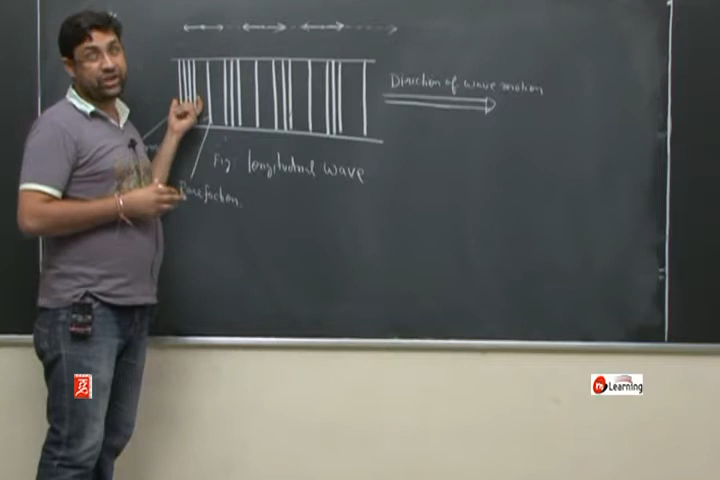 Direction of wave motion
Fig: longitudinal wave
Rarefaction.
Learning